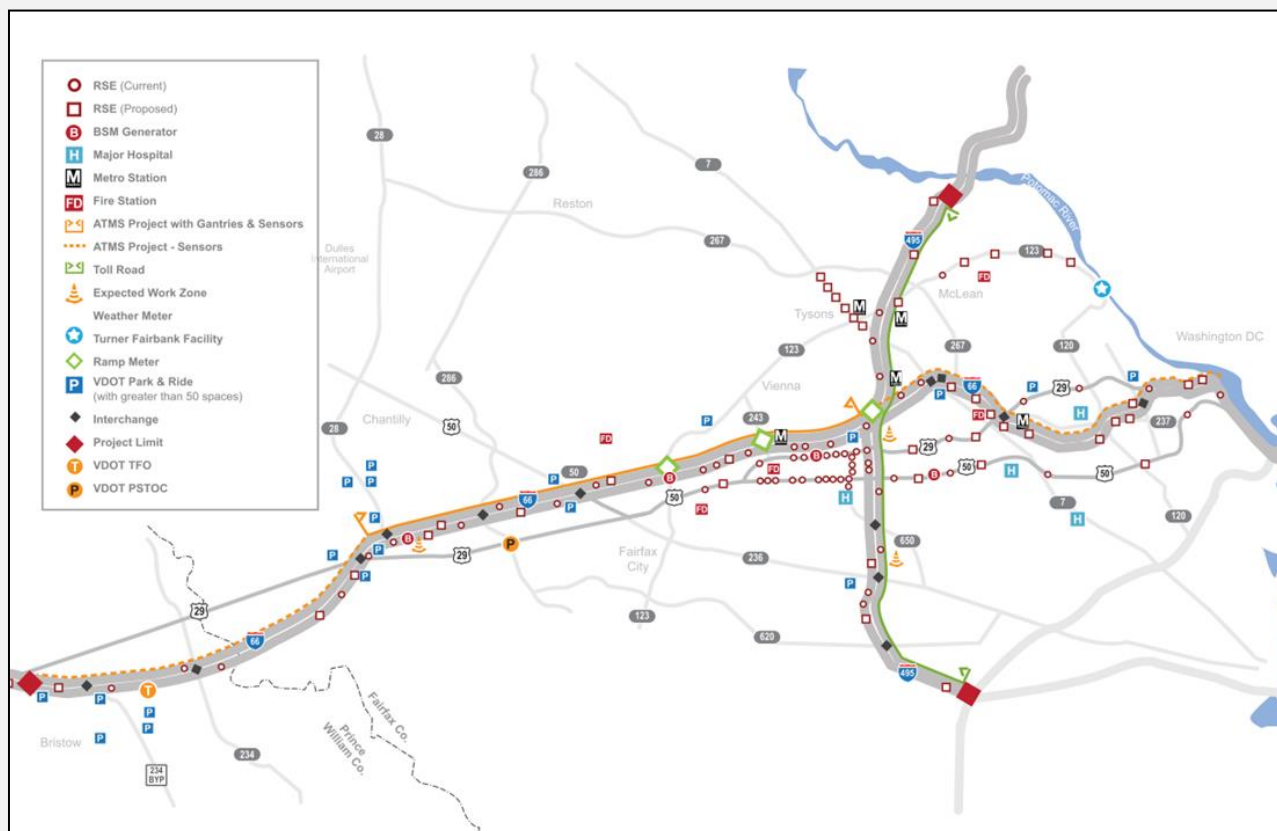 RSE (Current)
RSE (Proposed)
B
BSM Generator
H
Major Hospital
M
Metro Station
FD
Fire Station
ATMS Project with Gantries & Sensors
ATMS Project - Sensors
Toll Road
Expected Work Zone
Weather Meter
Turner Fairbank Facility
Ramp Meter
P
VDOT Park & Ride
(with greater than 50 spaces)
Interchange
Project Limit
T
VDOT TFO
P
VDOT PSTOC
28
286
7
Reston
267
Dulles
International
Airport
495
Potomac River
123
FD
McLean
Tysons
M
M
Washington DC
123
267
120
Vienna
M
66
29
P
P
286
Chantilly
50
28
243
P
M
P
P
FD
M
H
237
FD
50
P
29
B
FD
B
50
H
50
P
P
P
P
66
P
B
50
FD
H
7
H
120
P
B
P
29
P
P
Fairfax
City
236
650
P
29
66
123
620
495
P
T
P
P
P
P
Bristow
234
BYP
234
Fairfax Co.
Prince
William Co.